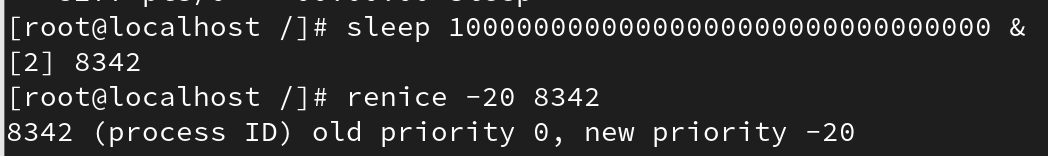 [root@localhost /]# sleep 10000000000000000000000000000000 &
[2] 8342
[root@localhost /]# renice -20 8342
8342 (process ID) old priority 0, new priority -20